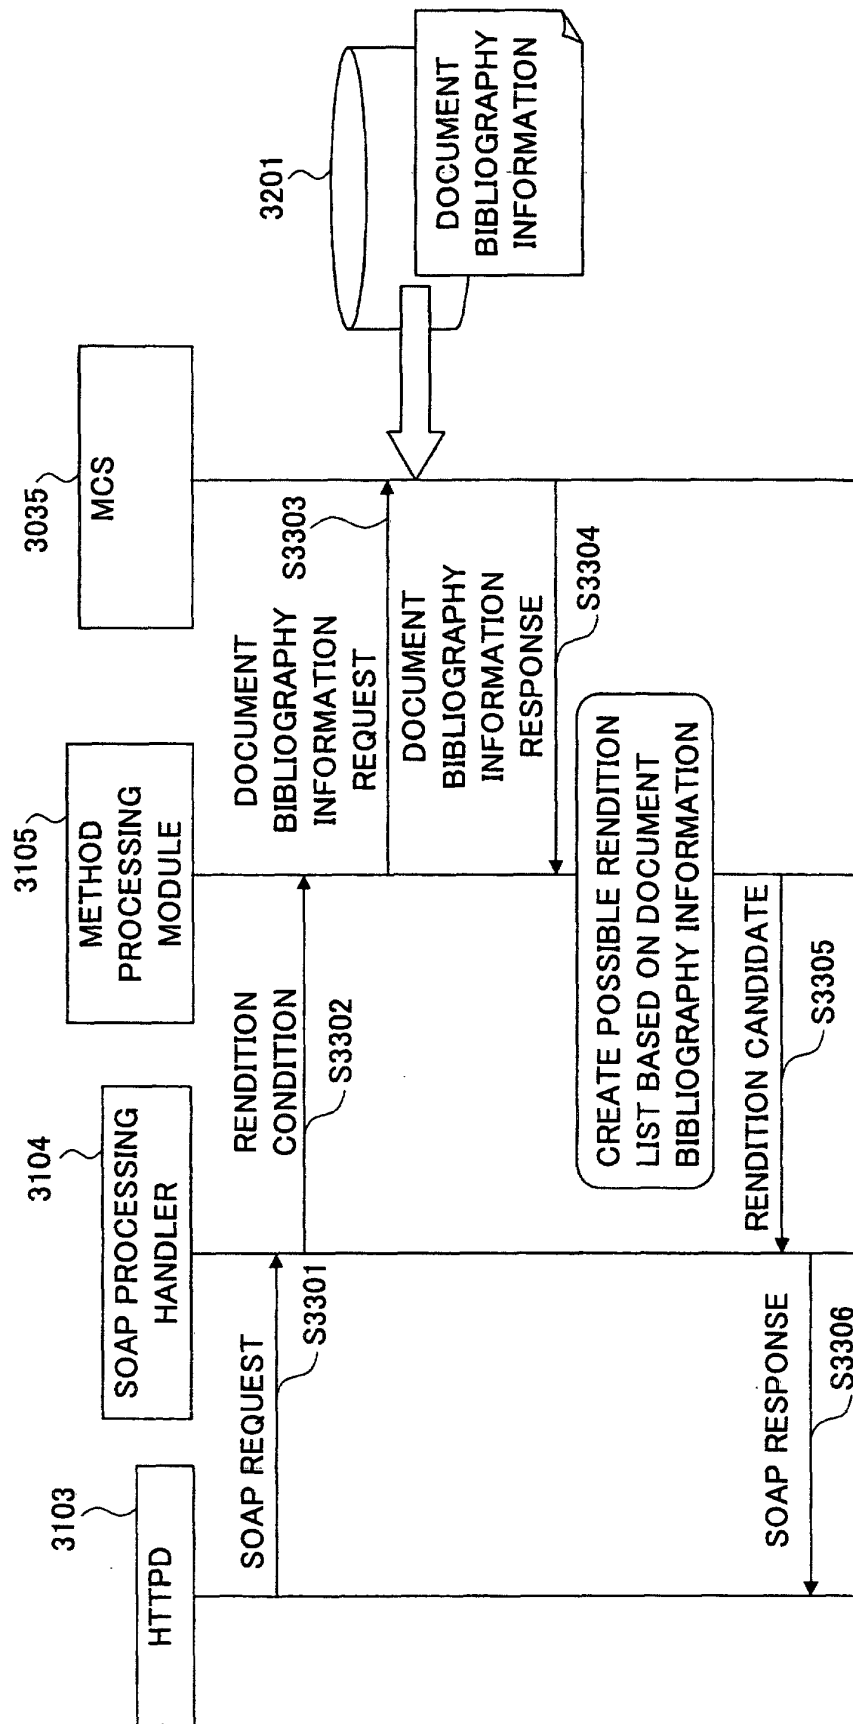 3103
HTTPD
3104
SOAP PROCESSING
HANDLER
3105
METHOD
PROCESSING
MODULE
3035
MCS
3201
DOCUMENT
BIBLIOGRAPHY
INFORMATION
SOAP REQUEST
S3301
RENDITION
CONDITION
S3302
DOCUMENT
BIBLIOGRAPHY
INFORMATION
REQUEST
S3303
DOCUMENT
BIBLIOGRAPHY
INFORMATION
RESPONSE
S3304
CREATE POSSIBLE RENDITION
LIST BASED ON DOCUMENT
BIBLIOGRAPHY INFORMATION
RENDITION CANDIDATE
S3305
SOAP RESPONSE
S3306